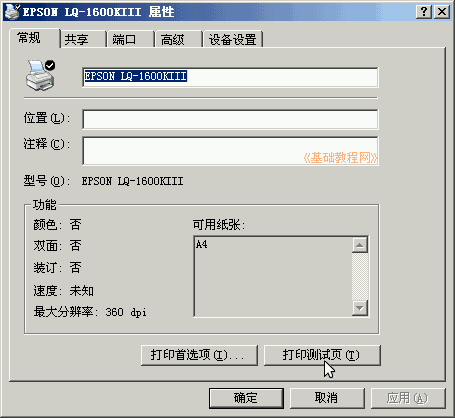 EPSON LQ-1600KIII 属性
常规 共享 端口 高级 设备设置
EPSON LQ-1600KIII
位置(L):
注释(C):
《基础教程网》
型号(O): EPSON LQ-1600KIII
功能
颜色: 否 可用纸张:
双面: 否 A4
装订: 否
速度: 未知
最大分辨率: 360 dpi
打印首选项(I)... 打印测试页(T)
确定 取消 应用(A)